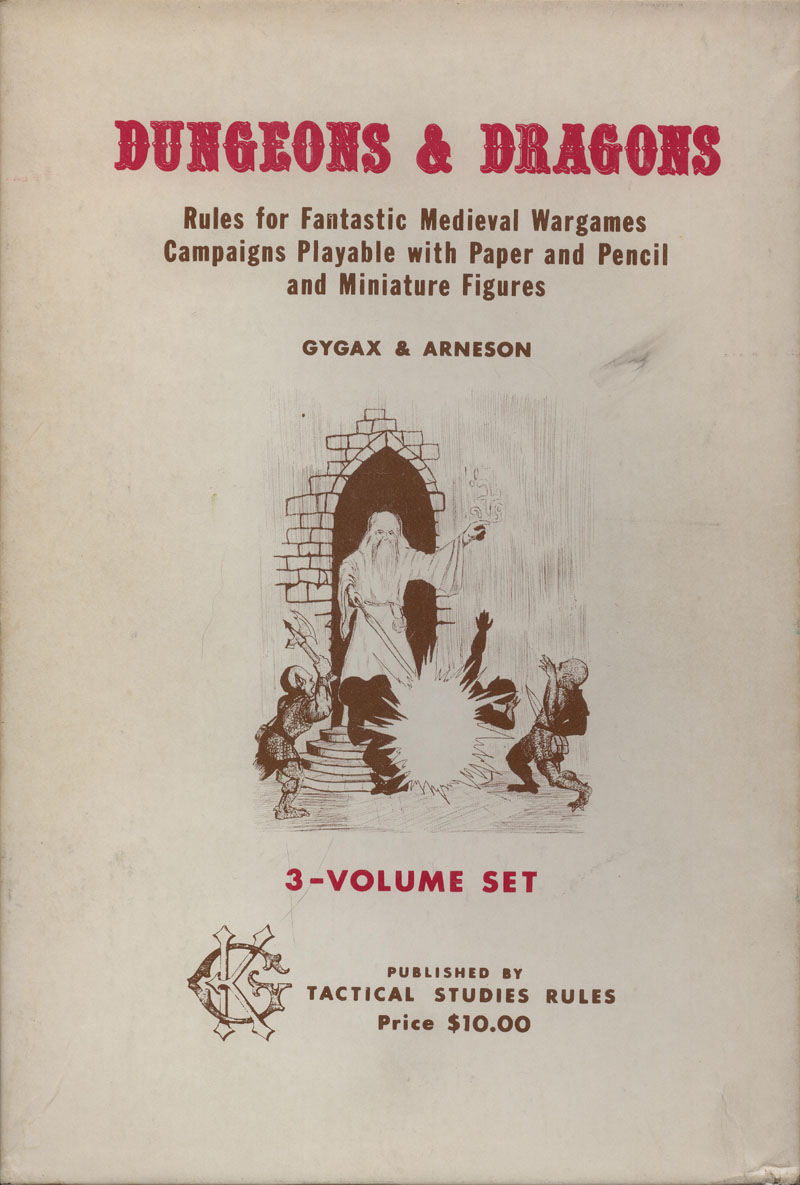 DUNGEONS & DRAGONS
Rules for Fantastic Medieval Wargames
Campaigns Playable with Paper and Pencil
and Miniature Figures
GYGAX & ARNESON
3-VOLUME SET
GK
PUBLISHED BY
TACTICAL STUDIES RULES
Price $10.00